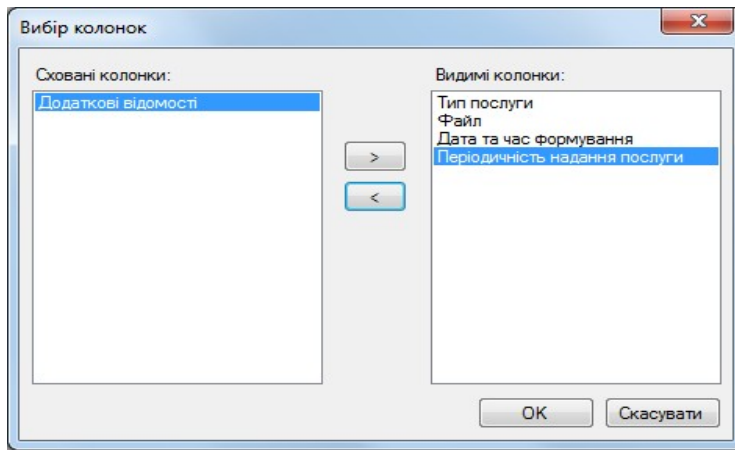 Вибір колонок
Сховані колонки:
Додаткові відомості
>
<
Видимі колонки:
Тип послуги
Файл
Дата та час формування
Періодичність надання послуги
OK
Скасувати